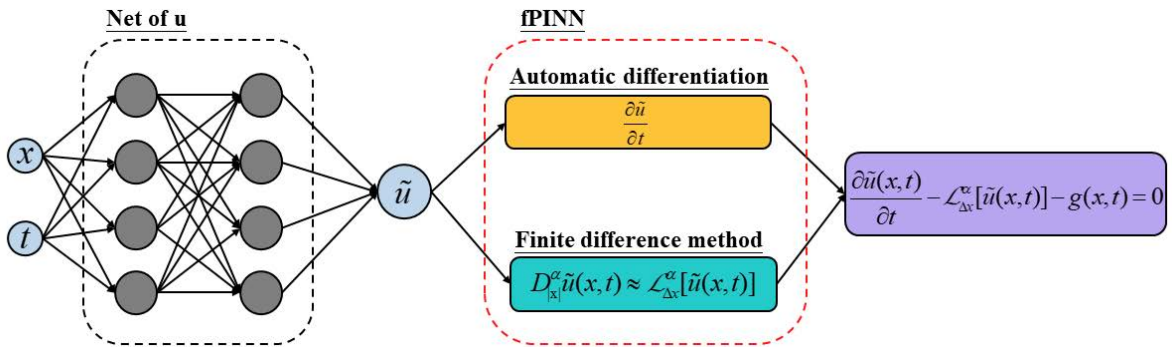 Net of u
fPINN
Automatic differentiation
∂ũ
∂t
x
t
ũ
∂ũ(x,t)
∂t
− ℒ^α_Δx[ũ(x,t)] − g(x,t) = 0
Finite difference method
D^α_|x| ũ(x,t) ≈ ℒ^α_Δx[ũ(x,t)]